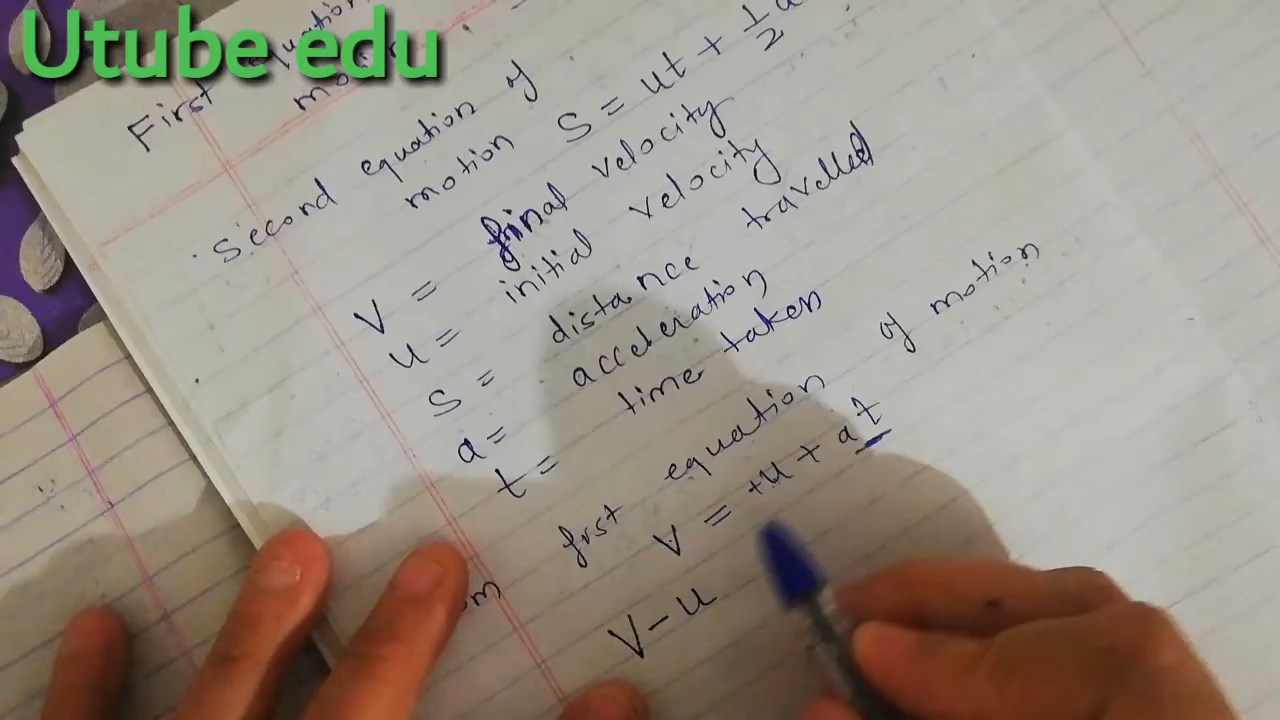 Utube edu
First
Second equation of
motion S = ut + 1/2 a
V = final velocity
u = initial velocity
S = distance travelled
a = acceleration
t = time taken
first equation of motion
V = +u + at
V - u